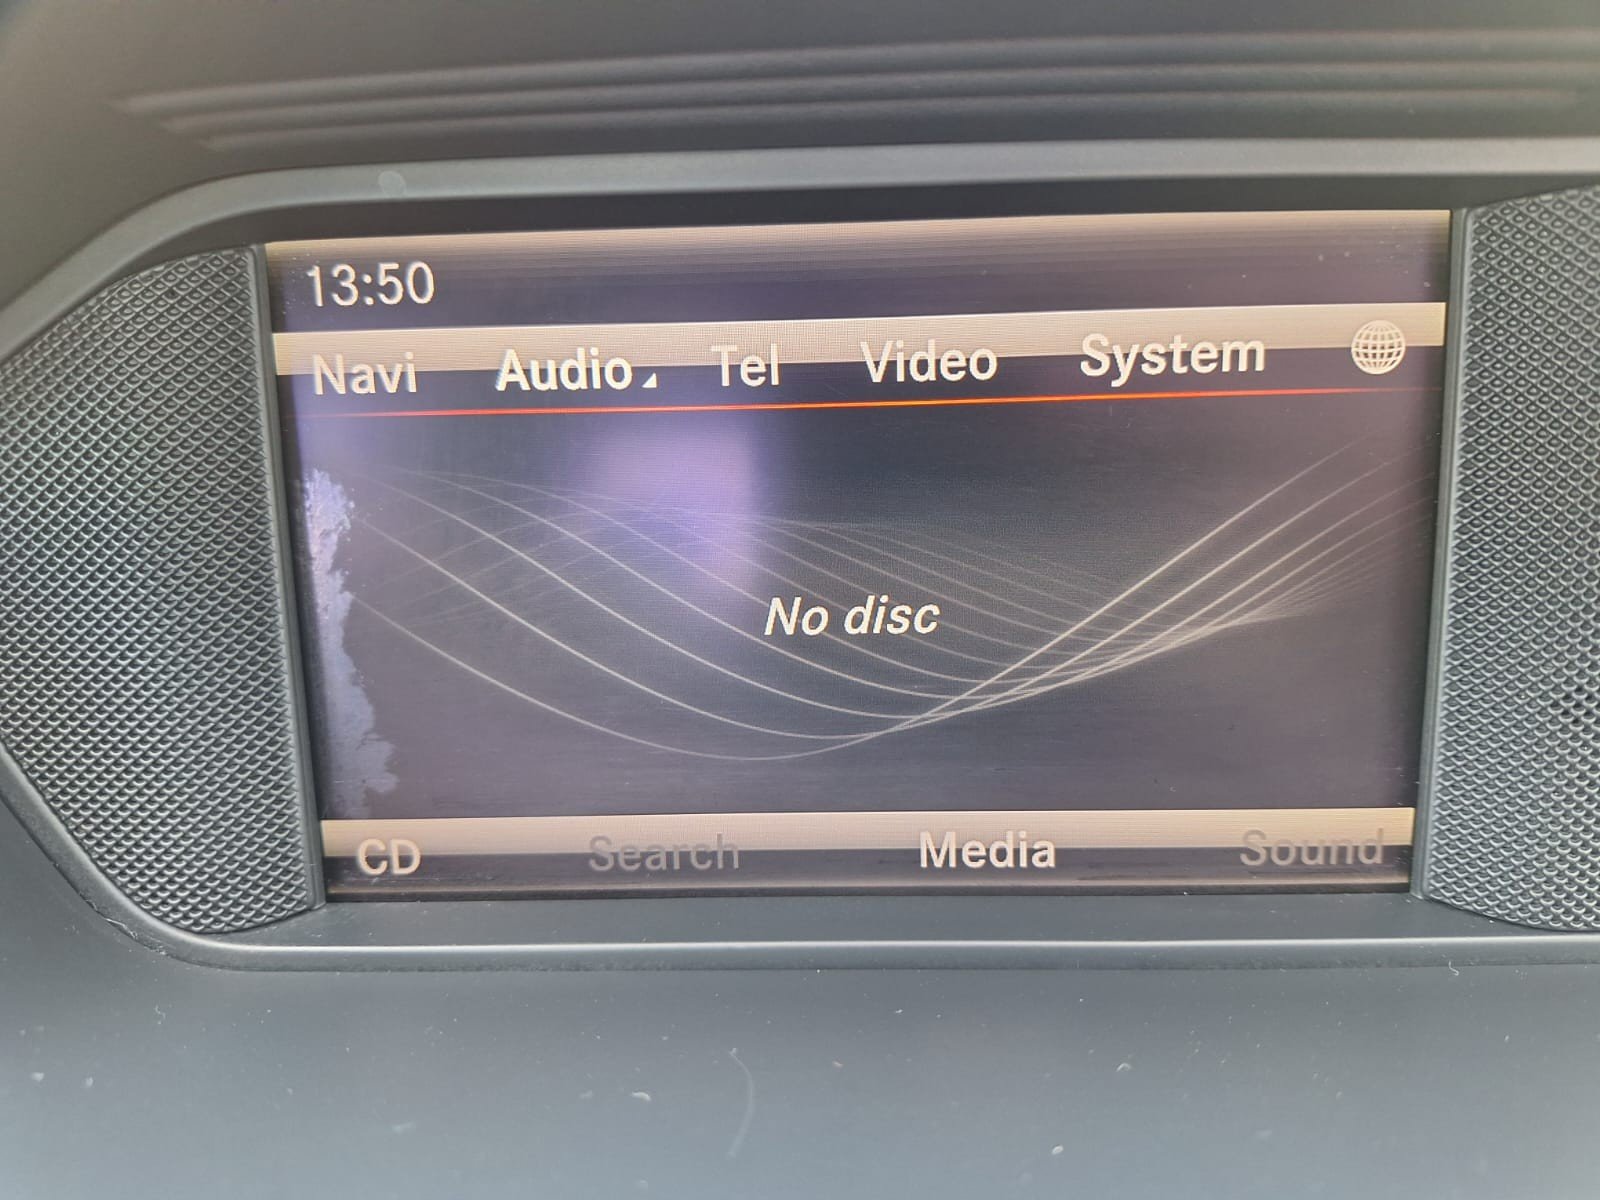 13:50
Navi Audio Tel Video System
No disc
CD Search Media Sound